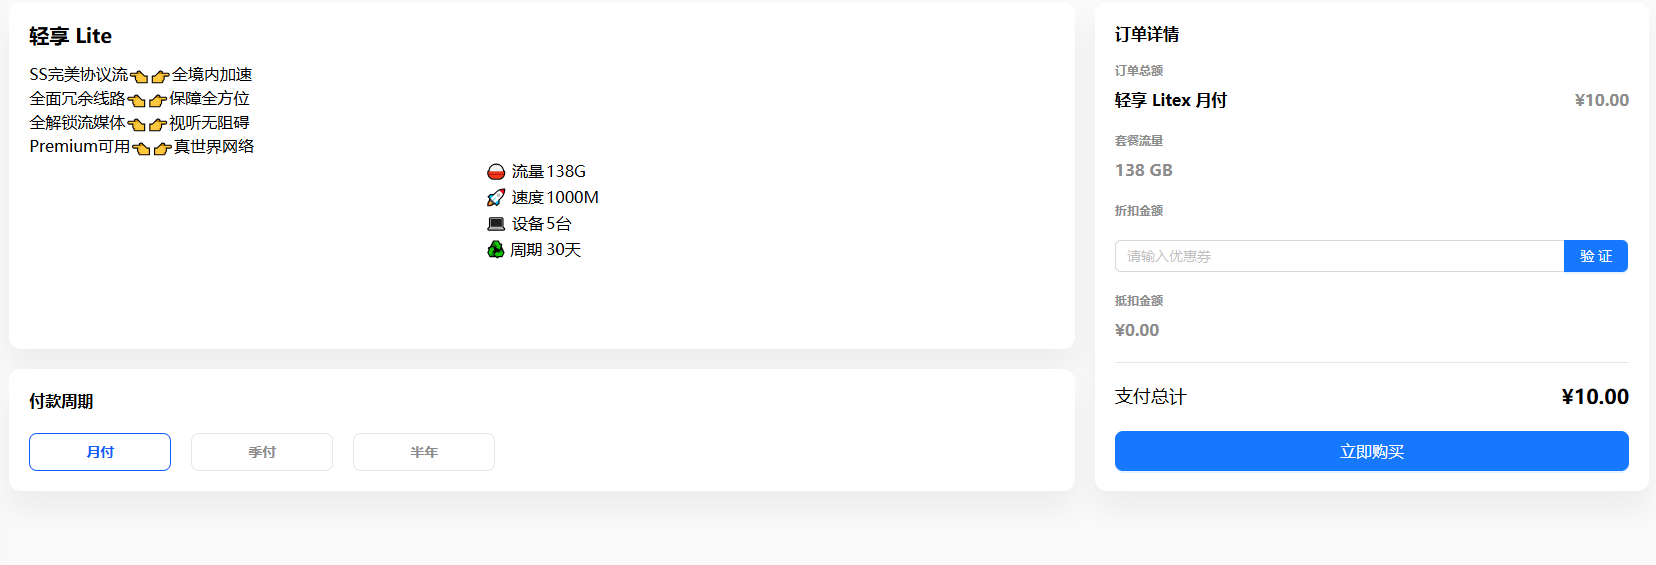 轻享 Lite
SS完美协议流👈👉全境内加速
全面冗余线路👈👉保障全方位
全解锁流媒体👈👉视听无阻碍
Premium可用👈👉真世界网络
流量138G
🚀 速度1000M
💻 设备5台
♻ 周期 30天
付款周期
月付
季付
半年
订单详情
订单总额
轻享 Litex 月付 ¥10.00
套餐流量
138 GB
折扣金额
请输入优惠券 验 证
抵扣金额
¥0.00
支付总计 ¥10.00
立即购买